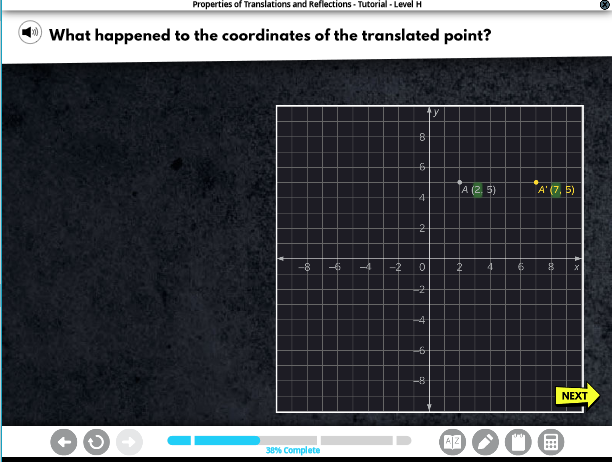 Properties of Translations and Reflections - Tutorial - Level H
What happened to the coordinates of the translated point?
y
8
6
A (2, 5) A' (7, 5)
4
2
−8 −6 −4 −2 0 2 4 6 8 x
−2
−4
−6
−8
NEXT
A Z
38% Complete